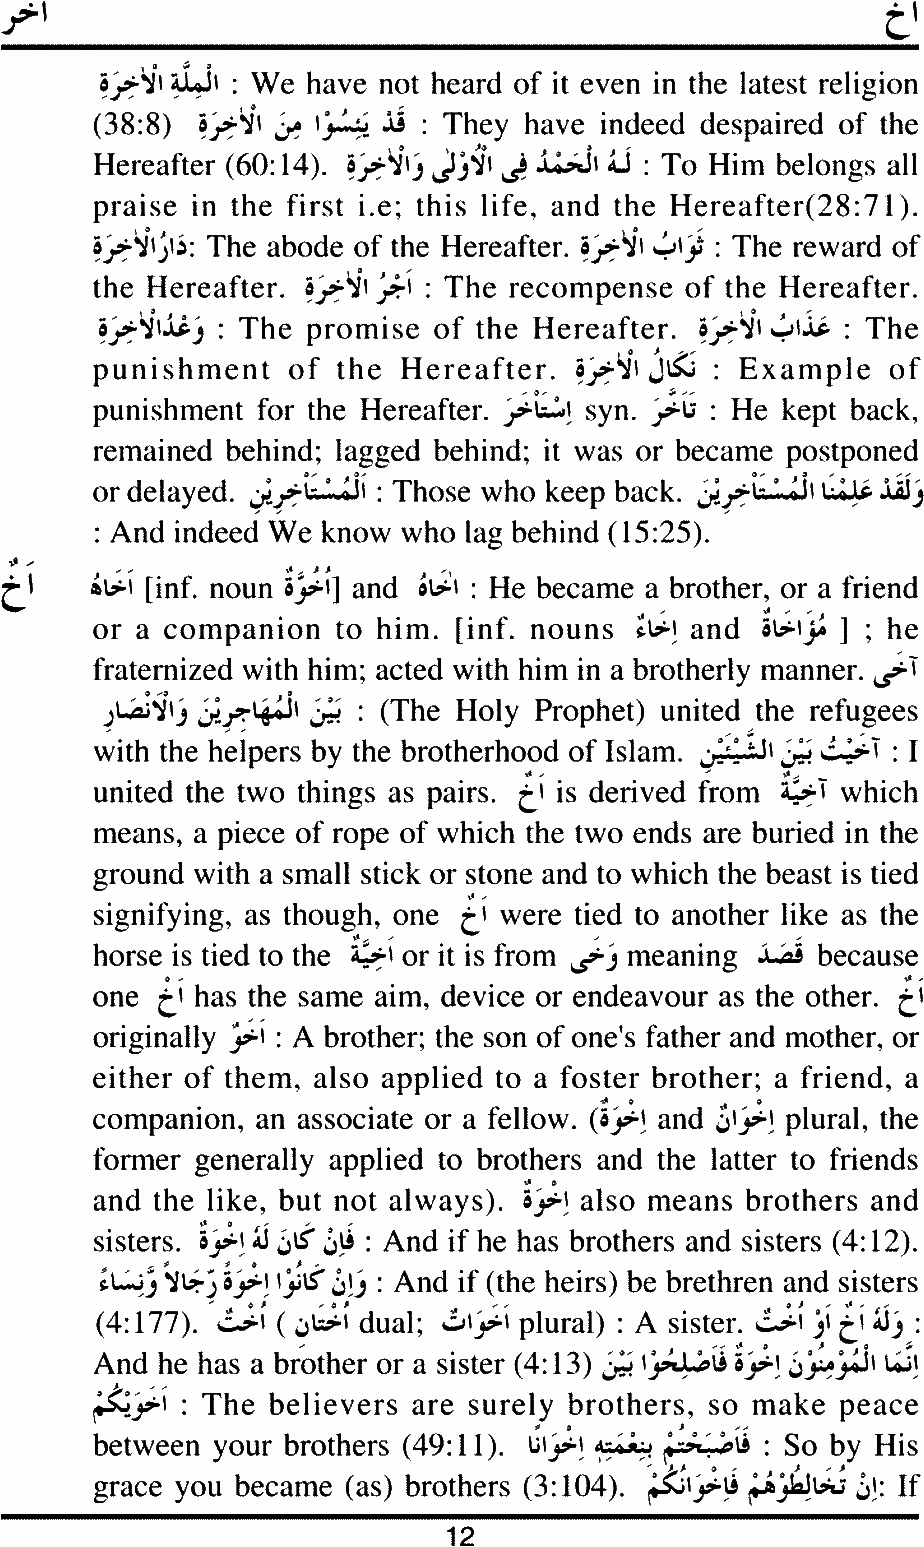 اخر اخ
اَلْمِلَّةِ الْاٰخِرَةِ : We have not heard of it even in the latest religion
(38:8) قَدْ يَئِسُوْا مِنَ الْاٰخِرَةِ : They have indeed despaired of the
Hereafter (60:14). لَهُ الْحَمْدُ فِى الْاُوْلٰى وَالْاٰخِرَةِ : To Him belongs all
praise in the first i.e; this life, and the Hereafter(28:71).
دَارُالْاٰخِرَةِ: The abode of the Hereafter. ثَوَابُ الْاٰخِرَةِ : The reward of
the Hereafter. اَجْرُ الْاٰخِرَةِ : The recompense of the Hereafter.
وَعْدُالْاٰخِرَةِ : The promise of the Hereafter. عَذَابُ الْاٰخِرَةِ : The
punishment of the Hereafter. نَكَالُ الْاٰخِرَةِ : Example of
punishment for the Hereafter. اِسْتَاْخَرَ syn. تَاَخَّرَ : He kept back,
remained behind; lagged behind; it was or became postponed
or delayed. اَلْمُسْتَاْخِرِيْنَ : Those who keep back. وَلَقَدْ عَلِمْنَا الْمُسْتَاْخِرِيْنَ
: And indeed We know who lag behind (15:25).
اَخٌ اَخَاهُ [inf. noun اُخُوَّةٌ] and اٰخَاهُ : He became a brother, or a friend
or a companion to him. [inf. nouns اِخَاءٌ and مُؤَاخَاةٌ ] ; he
fraternized with him; acted with him in a brotherly manner. آخٰى
بَيْنَ الْمُهَاجِرِيْنَ وَالْاَنْصَارِ : (The Holy Prophet) united the refugees
with the helpers by the brotherhood of Islam. آخَيْتُ بَيْنَ الشَّيْئَيْنِ : I
united the two things as pairs. اَخٌ is derived from آخِيَّةٌ which
means, a piece of rope of which the two ends are buried in the
ground with a small stick or stone and to which the beast is tied
signifying, as though, one اَخٌ were tied to another like as the
horse is tied to the اَخِيَّةٌ or it is from وَخٰى meaning قَصَدَ because
one اَخْ has the same aim, device or endeavour as the other. اَخٌ
originally اَخَوٌ : A brother; the son of one's father and mother, or
either of them, also applied to a foster brother; a friend, a
companion, an associate or a fellow. (اِخْوَةٌ and اِخْوَانٌ plural, the
former generally applied to brothers and the latter to friends
and the like, but not always). اِخْوَةٌ also means brothers and
sisters. فَاِنْ كَانَ لَهُ اِخْوَةٌ : And if he has brothers and sisters (4:12).
وَاِنْ كَانُوْا اِخْوَةً رِّجَالًا وَّنِسَاءً : And if (the heirs) be brethren and sisters
(4:177). اُخْتٌ ( اُخْتَانِ dual; اَخَوَاتٌ plural) : A sister. وَلَهُ اَخٌ اَوْ اُخْتٌ :
And he has a brother or a sister (4:13) اِنَّمَا الْمُؤْمِنُوْنَ اِخْوَةٌ فَاَصْلِحُوْا بَيْنَ
اَخَوَيْكُمْ : The believers are surely brothers, so make peace
between your brothers (49:11). فَاَصْبَحْتُمْ بِنِعْمَتِهٖ اِخْوَانًا : So by His
grace you became (as) brothers (3:104). اِنْ تُخَالِطُوْهُمْ فَاِخْوَانُكُمْ: If
12